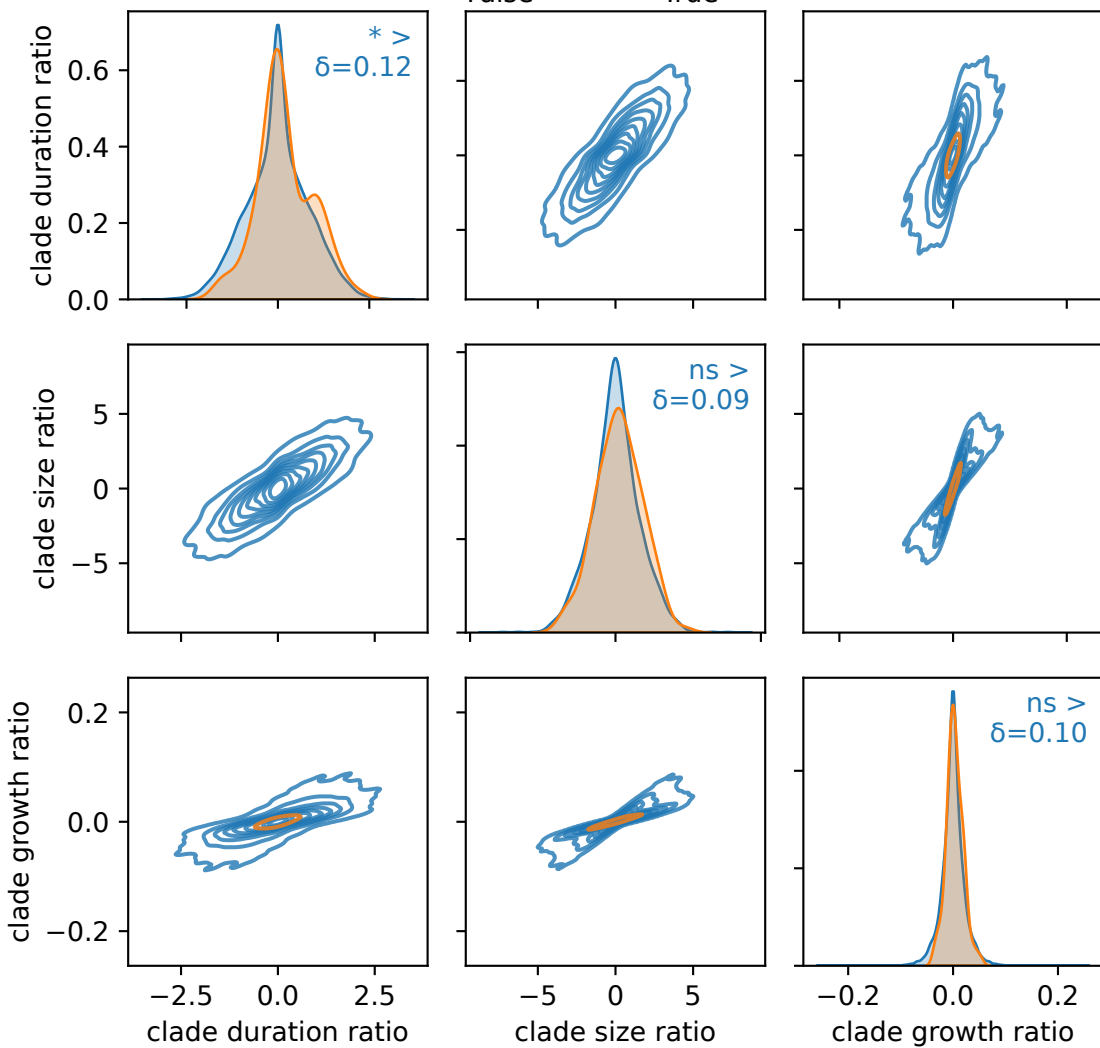 clade duration ratio
0.6
0.4
0.2
0.0
* >
δ=0.12
clade size ratio
5
0
−5
ns >
δ=0.09
clade growth ratio
0.2
0.0
−0.2
ns >
δ=0.10
−2.5 0.0 2.5
−5 0 5
−0.2 0.0 0.2
clade duration ratio
clade size ratio
clade growth ratio